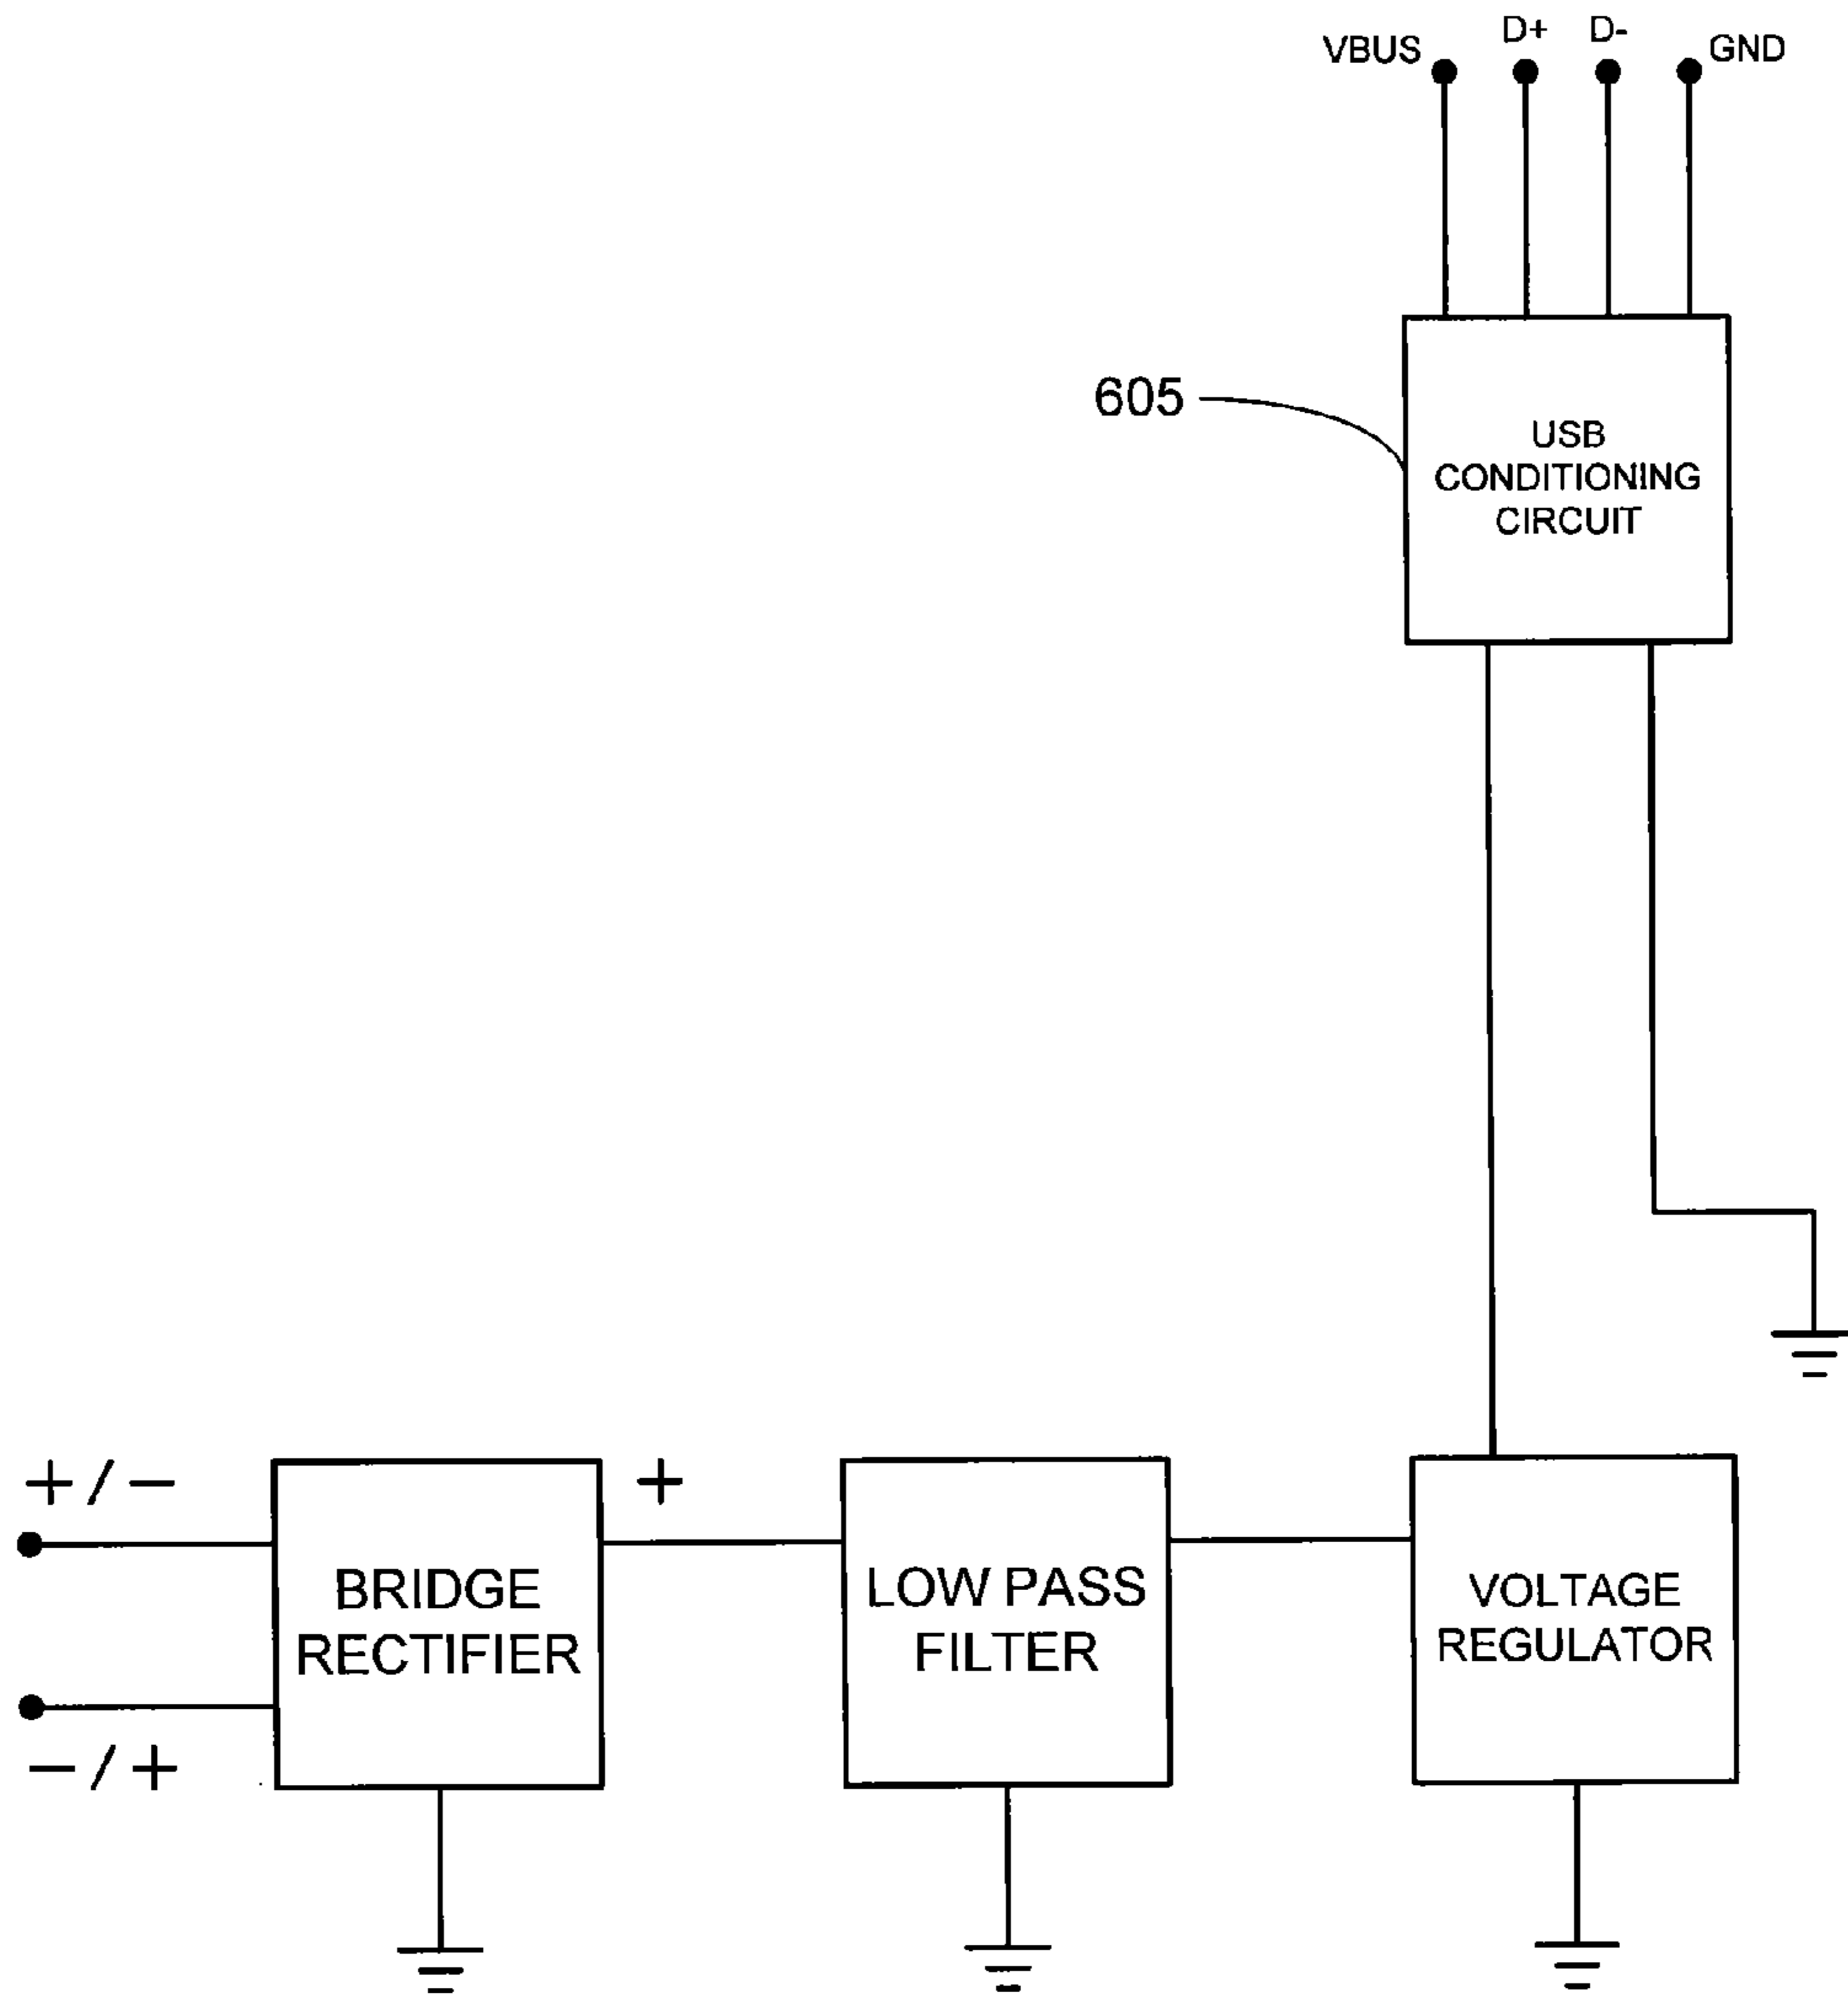 VBUS D+ D- GND
605
USB
CONDITIONING
CIRCUIT
+/−
+
−/+
BRIDGE
RECTIFIER
LOW PASS
FILTER
VOLTAGE
REGULATOR